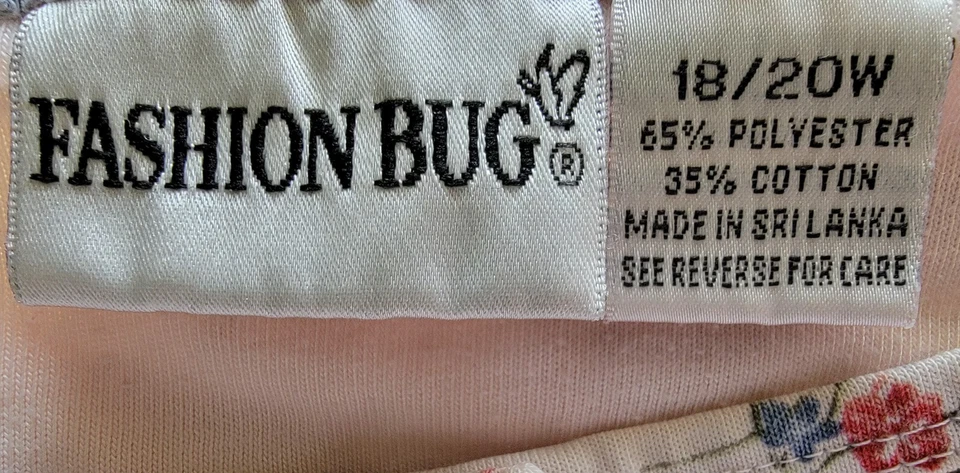 FASHION BUG®
18/20W
65% POLYESTER
35% COTTON
MADE IN SRI LANKA
SEE REVERSE FOR CARE